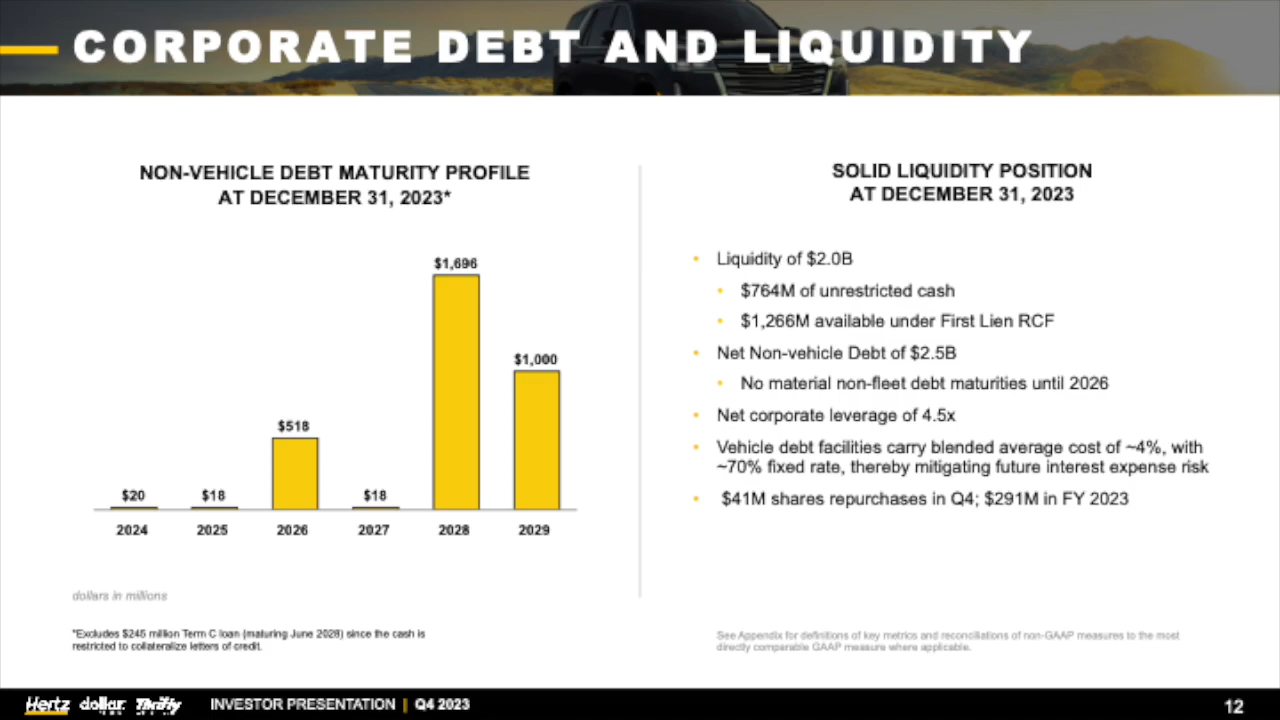 CORPORATE DEBT AND LIQUIDITY
NON-VEHICLE DEBT MATURITY PROFILE
AT DECEMBER 31, 2023*
$1,696
$1,000
$518
$20
$18
$18
2024
2025
2026
2027
2028
2029
dollars in millions
*Excludes $245 million Term C loan (maturing June 2028) since the cash is
restricted to collateralize letters of credit.
SOLID LIQUIDITY POSITION
AT DECEMBER 31, 2023
• Liquidity of $2.0B
• $764M of unrestricted cash
• $1,266M available under First Lien RCF
• Net Non-vehicle Debt of $2.5B
• No material non-fleet debt maturities until 2026
• Net corporate leverage of 4.5x
• Vehicle debt facilities carry blended average cost of ~4%, with
~70% fixed rate, thereby mitigating future interest expense risk
• $41M shares repurchases in Q4; $291M in FY 2023
See Appendix for definitions of key metrics and reconciliations of non-GAAP measures to the most
directly comparable GAAP measure where applicable.
Hertz dollar. Thrifty
INVESTOR PRESENTATION | Q4 2023
12